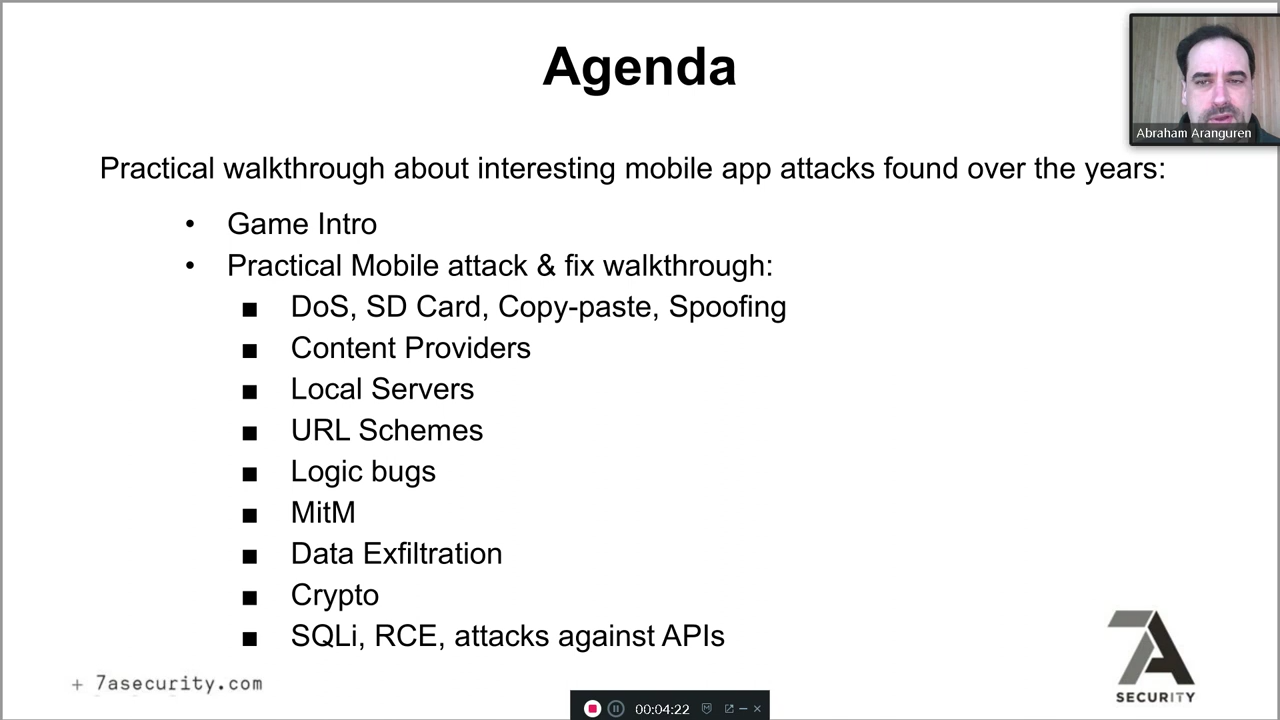 Agenda
Abraham Aranguren
Practical walkthrough about interesting mobile app attacks found over the years:
• Game Intro
• Practical Mobile attack & fix walkthrough:
■ DoS, SD Card, Copy-paste, Spoofing
■ Content Providers
■ Local Servers
■ URL Schemes
■ Logic bugs
■ MitM
■ Data Exfiltration
■ Crypto
■ SQLi, RCE, attacks against APIs
+ 7asecurity.com
7A
SECURITY
00:04:22